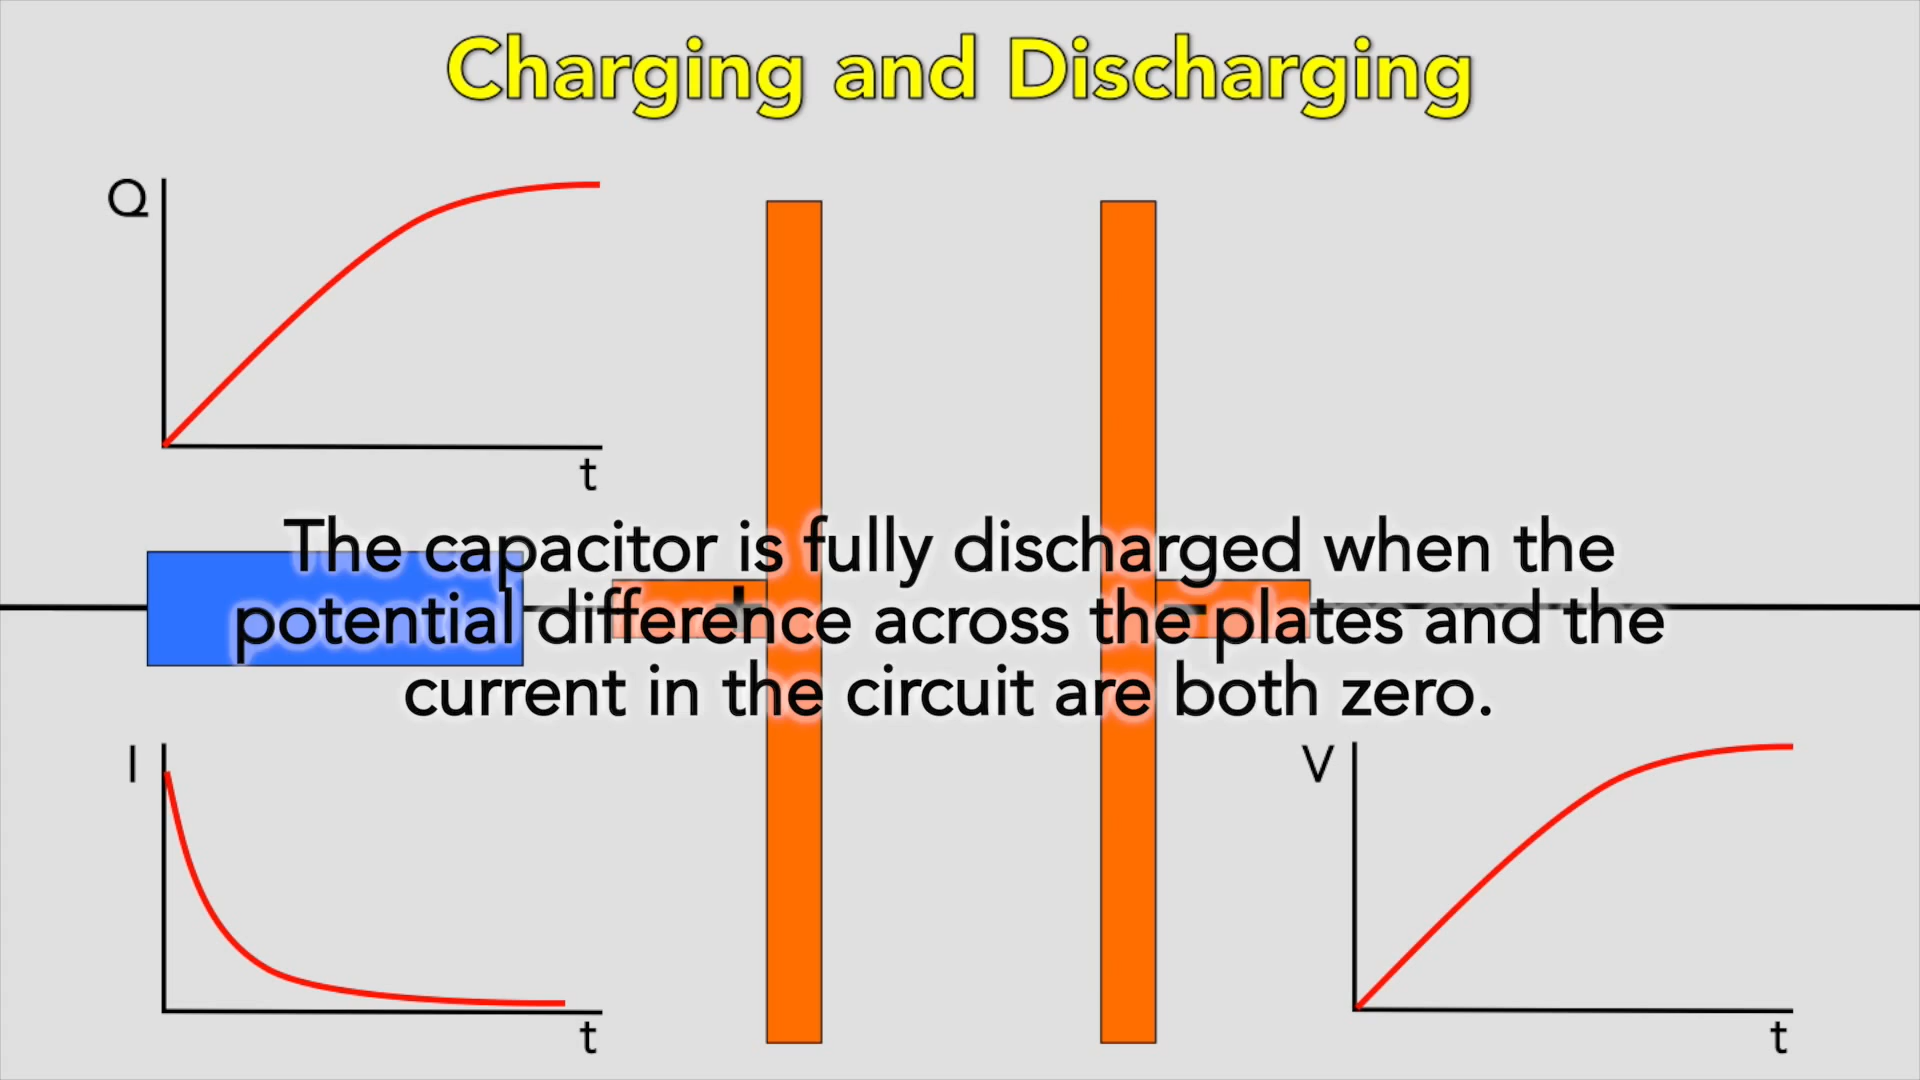 Charging and Discharging
Q
t
The capacitor is fully discharged when the
potential difference across the plates and the
current in the circuit are both zero.
+
-
I
t
V
t